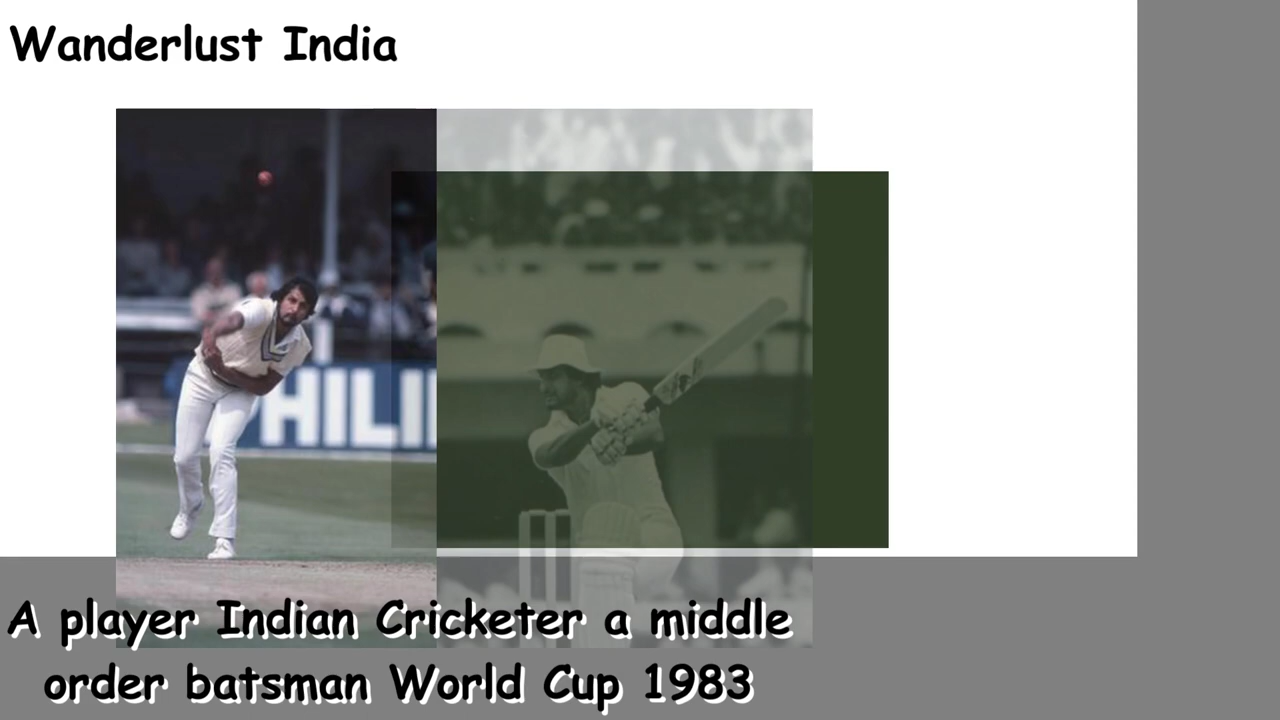 Wanderlust India
PHILI
A player Indian Cricketer a middle
order batsman World Cup 1983